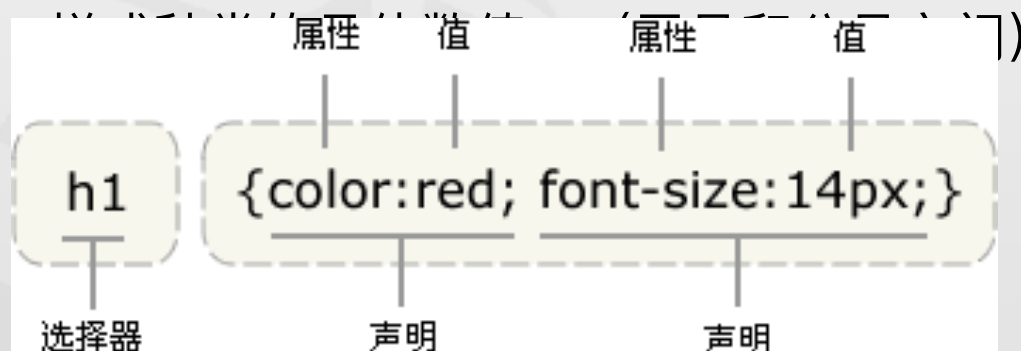 属性 值 属性 值
h1 {color:red; font-size:14px;}
选择器 声明 声明